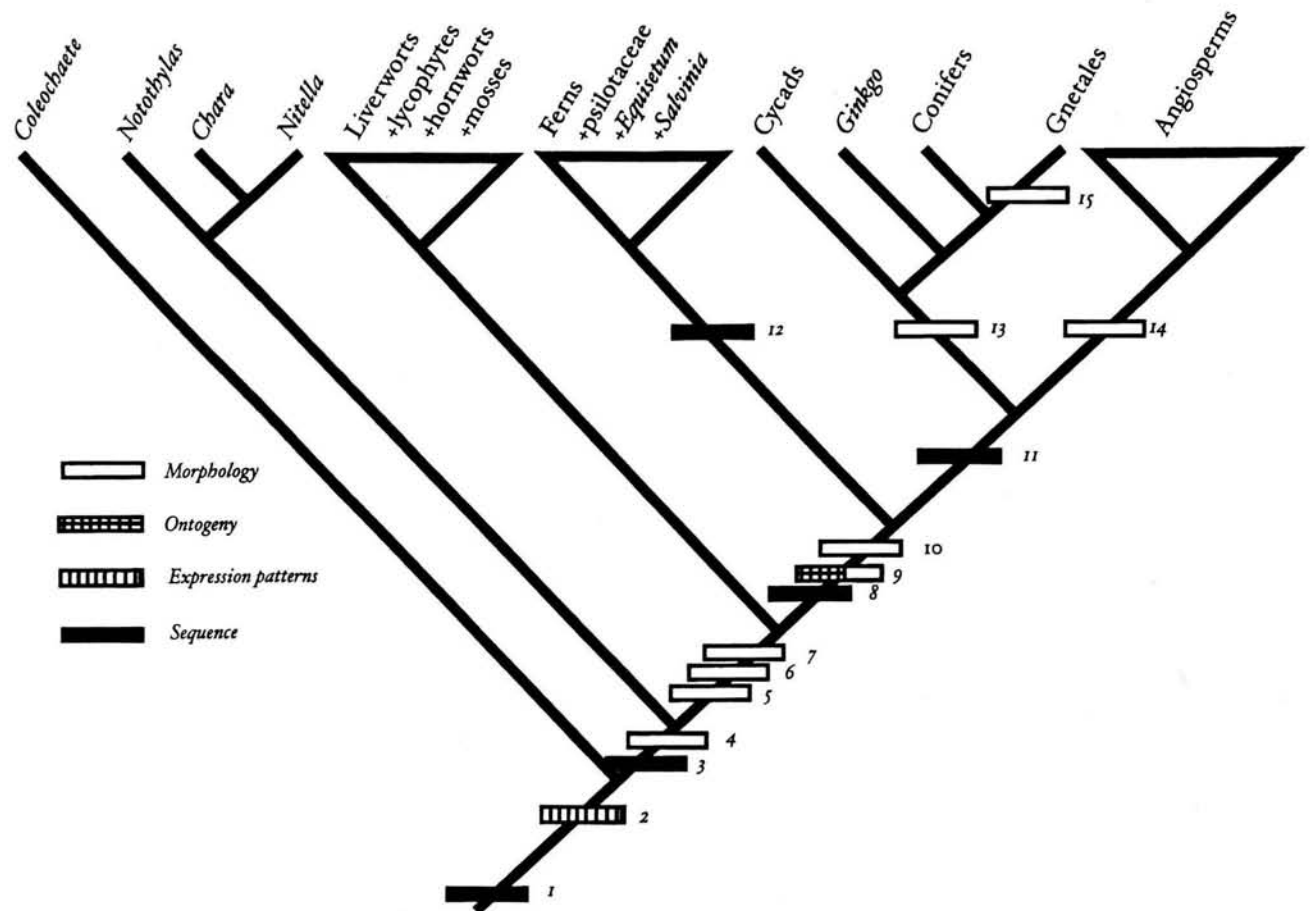 Coleochaete
Notothylas
Chara
Nitella
Liverworts
+lycophytes
+hornworts
+mosses
Ferns
+psilotaceae
+Equisetum
+Salvinia
Cycads
Ginkgo
Conifers
Gnetales
Angiosperms
15
12
13
14
11
10
9
8
7
6
5
4
3
2
1
Morphology
Ontogeny
Expression patterns
Sequence